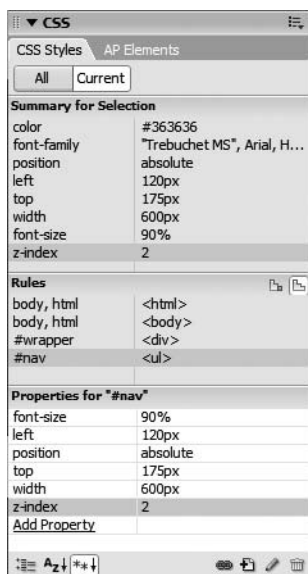 CSS
CSS Styles AP Elements
All Current
Summary for Selection
color #363636
font-family "Trebuchet MS", Arial, H...
position absolute
left 120px
top 175px
width 600px
font-size 90%
z-index 2
Rules
body, html <html>
body, html <body>
#wrapper <div>
#nav <ul>
Properties for "#nav"
font-size 90%
left 120px
position absolute
top 175px
width 600px
z-index 2
Add Property
Az↓ **↓